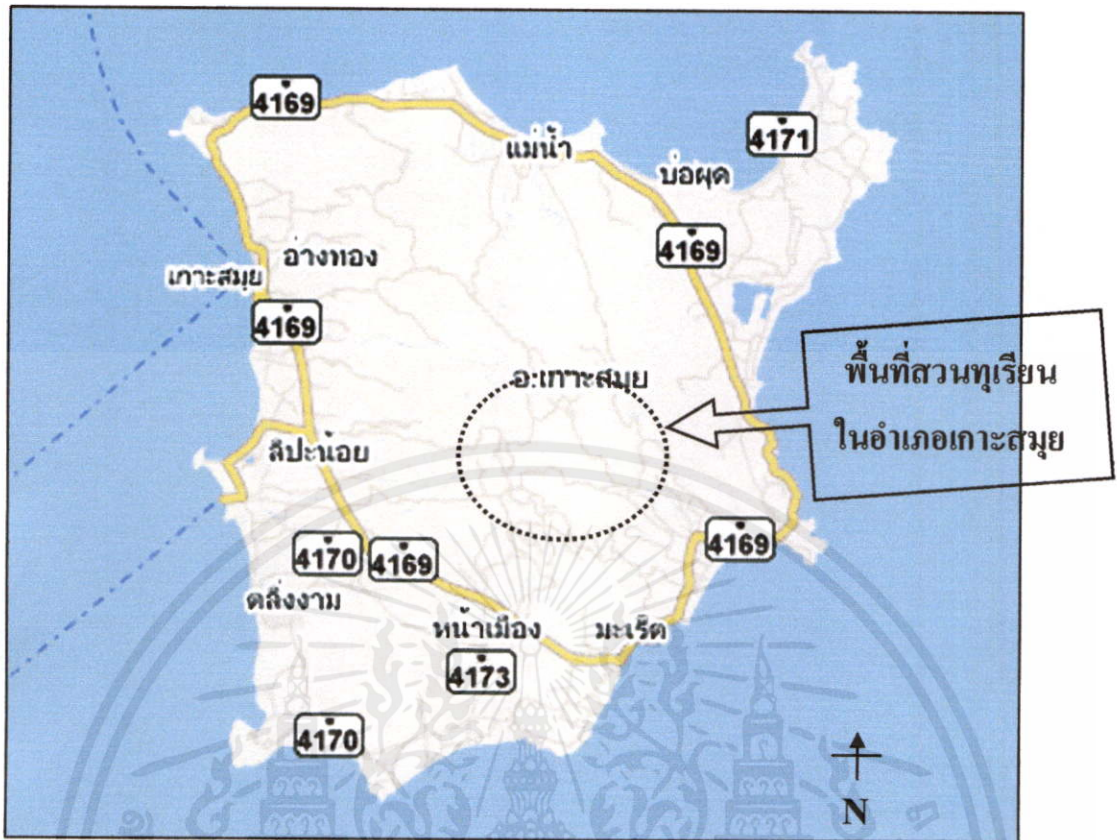 4169
4171
แม่น้ำ
บ่อผุด
4169
อ่างทอง
เกาะสมุย
4169
พื้นที่สวนทุเรียน
ในอำเภอเกาะสมุย
อ.เกาะสมุย
ลิปะน้อย
4169
4170
4169
ตลิ่งงาม
หน้าเมือง
มะเร็ต
4173
4170
N